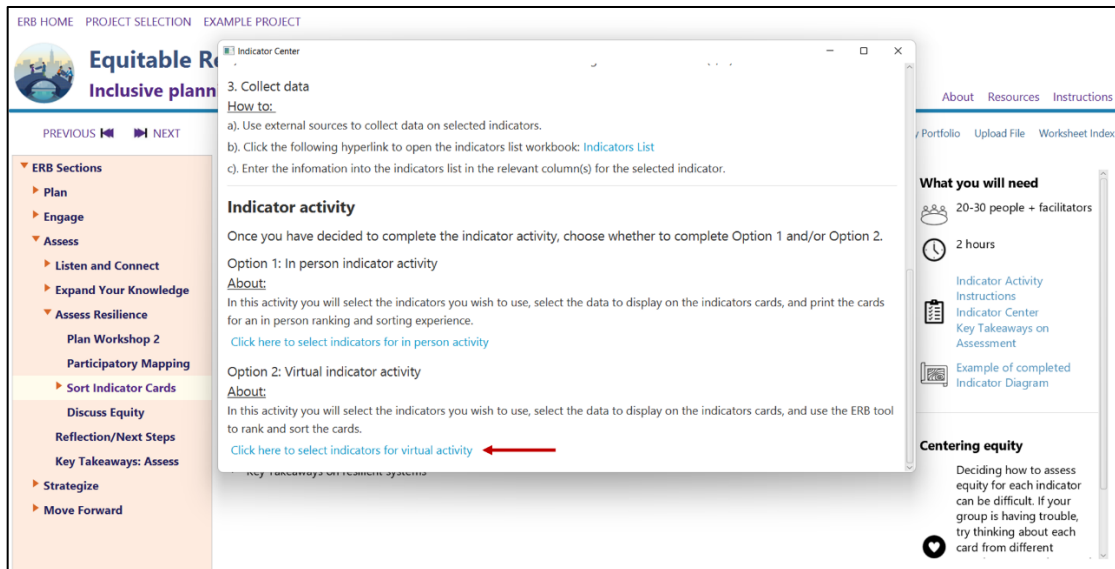 ERB HOME PROJECT SELECTION EXAMPLE PROJECT
Equitable R
Inclusive plann
About Resources Instructions
PREVIOUS NEXT
Portfolio Upload File Worksheet Index
ERB Sections
Plan
Engage
Assess
Listen and Connect
Expand Your Knowledge
Assess Resilience
Plan Workshop 2
Participatory Mapping
Sort Indicator Cards
Discuss Equity
Reflection/Next Steps
Key Takeaways: Assess
Strategize
Move Forward
Indicator Center
3. Collect data
How to:
a). Use external sources to collect data on selected indicators.
b). Click the following hyperlink to open the indicators list workbook: Indicators List
c). Enter the infomation into the indicators list in the relevant column(s) for the selected indicator.
Indicator activity
Once you have decided to complete the indicator activity, choose whether to complete Option 1 and/or Option 2.
Option 1: In person indicator activity
About:
In this activity you will select the indicators you wish to use, select the data to display on the indicators cards, and print the cards
for an in person ranking and sorting experience.
Click here to select indicators for in person activity
Option 2: Virtual indicator activity
About:
In this activity you will select the indicators you wish to use, select the data to display on the indicators cards, and use the ERB tool
to rank and sort the cards.
Click here to select indicators for virtual activity
Key Takeaways on resilient systems
What you will need
20-30 people + facilitators
2 hours
Indicator Activity
Instructions
Indicator Center
Key Takeaways on
Assessment
Example of completed
Indicator Diagram
Centering equity
Deciding how to assess
equity for each indicator
can be difficult. If your
group is having trouble,
try thinking about each
card from different